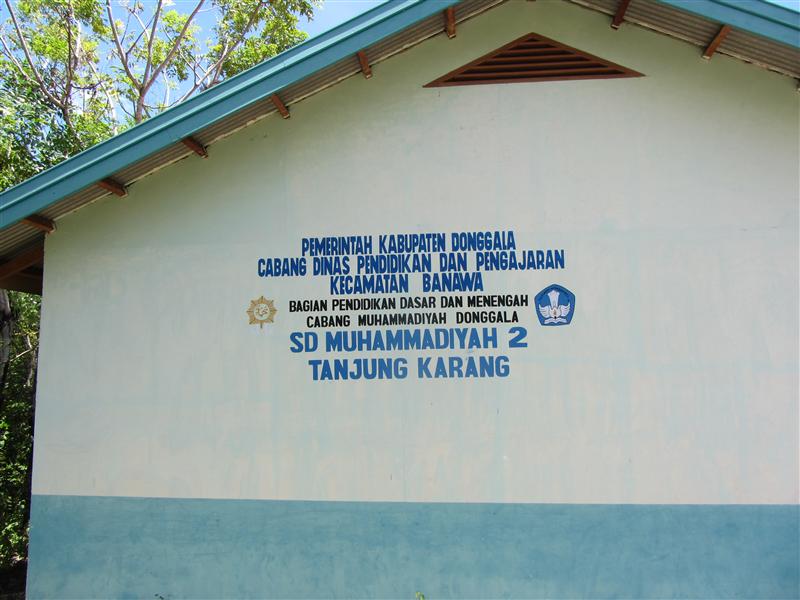 PEMERINTAH KABUPATEN DONGGALA
CABANG DINAS PENDIDIKAN DAN PENGAJARAN
KECAMATAN BANAWA
BAGIAN PENDIDIKAN DASAR DAN MENENGAH
CABANG MUHAMMADIYAH DONGGALA
SD MUHAMMADIYAH 2
TANJUNG KARANG